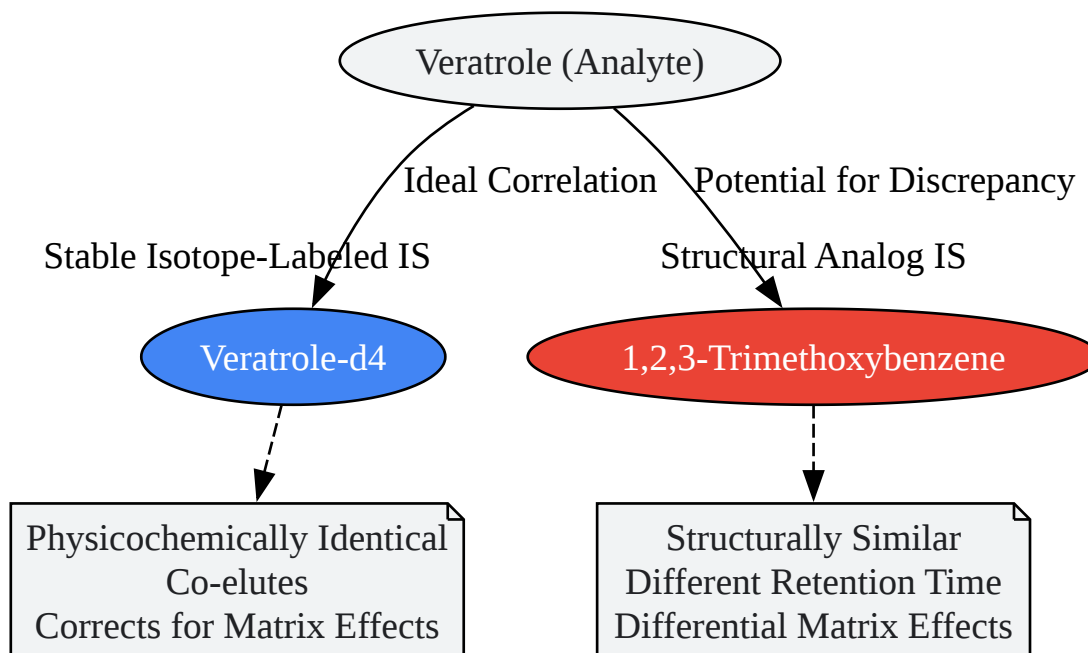 Veratrole (Analyte)
Ideal Correlation
Potential for Discrepancy
Stable Isotope-Labeled IS
Structural Analog IS
Veratrole-d4
1,2,3-Trimethoxybenzene
Physicochemically Identical
Co-elutes
Corrects for Matrix Effects
Structurally Similar
Different Retention Time
Differential Matrix Effects